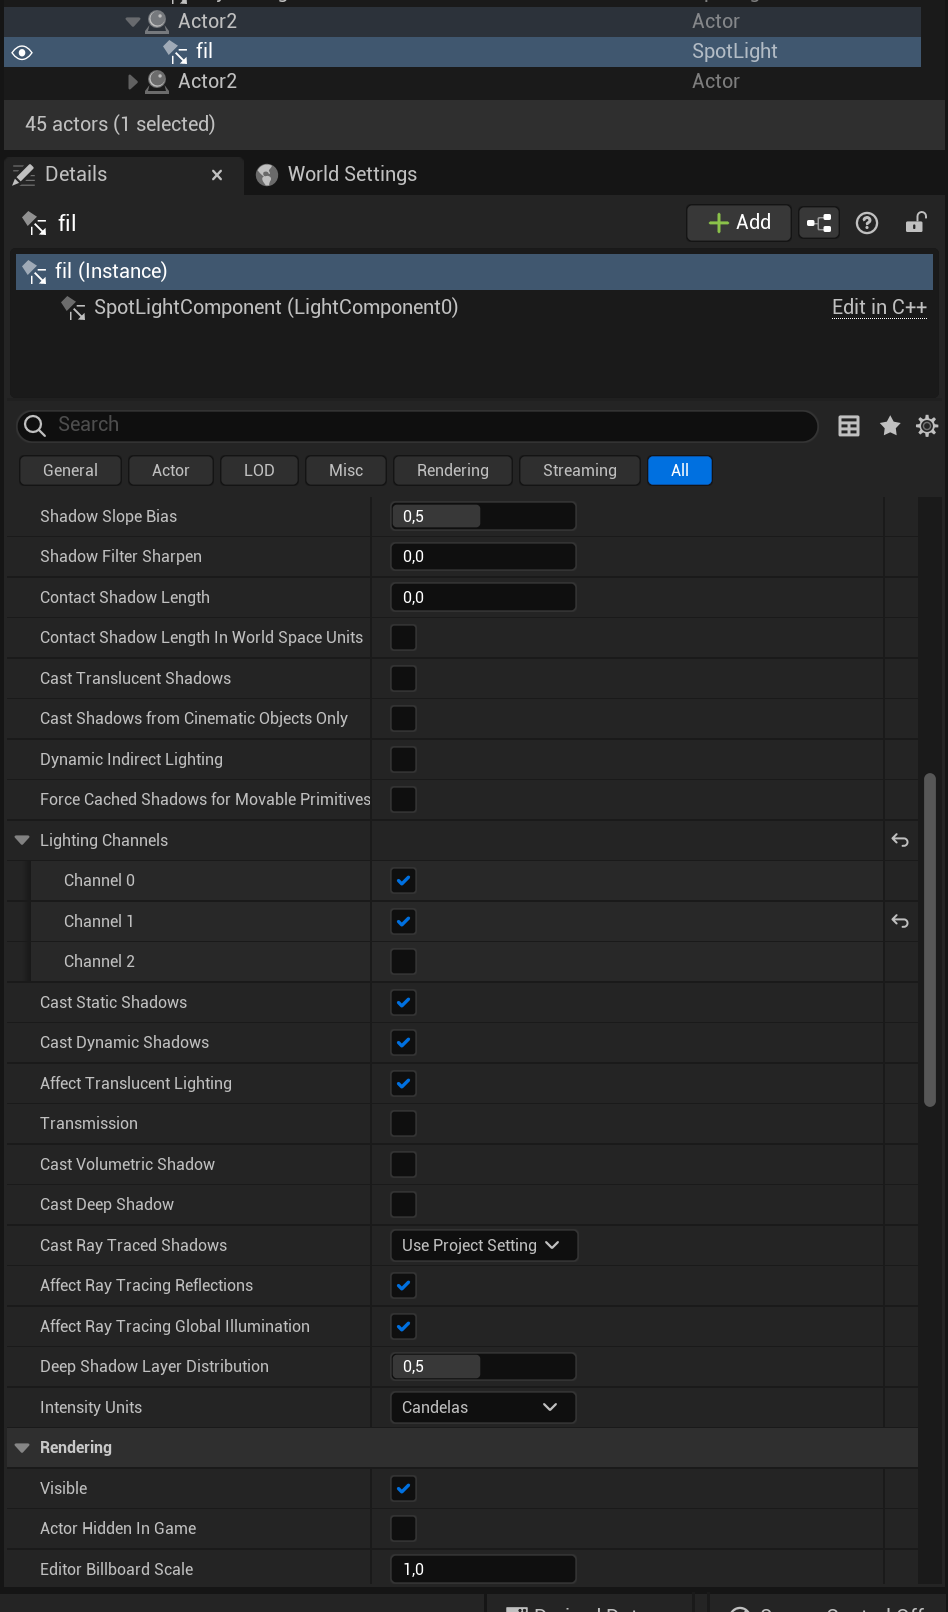 Actor2 Actor
fil SpotLight
Actor2 Actor
45 actors (1 selected)
Details × World Settings
fil + Add
fil (Instance)
SpotLightComponent (LightComponent0) Edit in C++
Search
General Actor LOD Misc Rendering Streaming All
Shadow Slope Bias 0,5
Shadow Filter Sharpen 0,0
Contact Shadow Length 0,0
Contact Shadow Length In World Space Units
Cast Translucent Shadows
Cast Shadows from Cinematic Objects Only
Dynamic Indirect Lighting
Force Cached Shadows for Movable Primitives
Lighting Channels
Channel 0
Channel 1
Channel 2
Cast Static Shadows
Cast Dynamic Shadows
Affect Translucent Lighting
Transmission
Cast Volumetric Shadow
Cast Deep Shadow
Cast Ray Traced Shadows Use Project Setting
Affect Ray Tracing Reflections
Affect Ray Tracing Global Illumination
Deep Shadow Layer Distribution 0,5
Intensity Units Candelas
Rendering
Visible
Actor Hidden In Game
Editor Billboard Scale 1,0